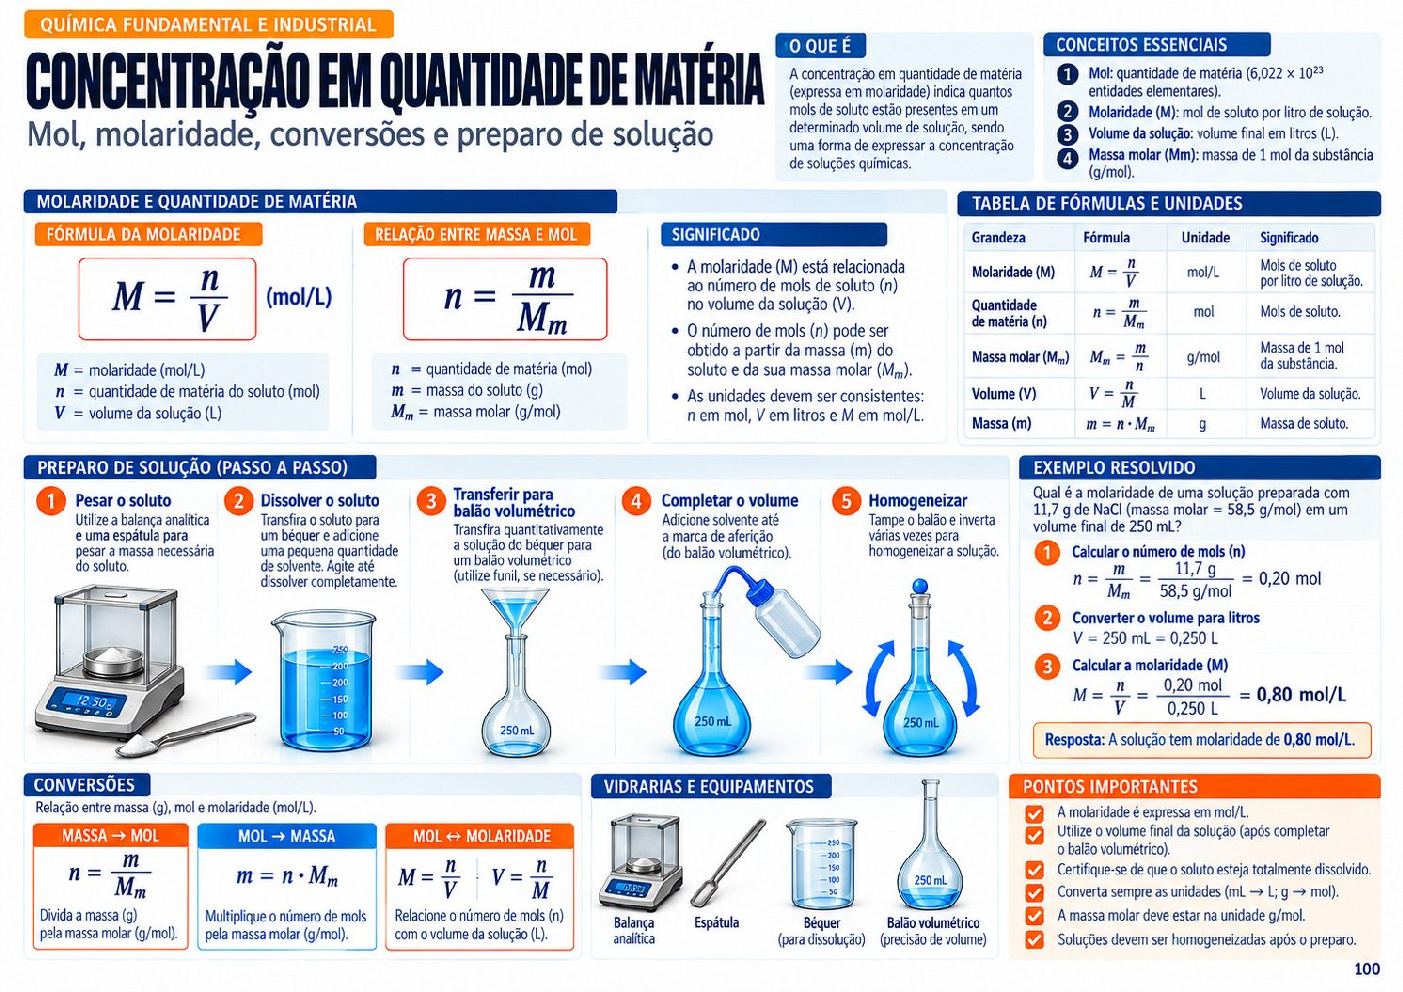 QUÍMICA FUNDAMENTAL E INDUSTRIAL
CONCENTRAÇÃO EM QUANTIDADE DE MATÉRIA
Mol, molaridade, conversões e preparo de solução
O QUE É
A concentração em quantidade de matéria
(expressa em molaridade) indica quantos
mols de soluto estão presentes em um
determinado volume de solução, sendo
uma forma de expressar a concentração
de soluções químicas.
CONCEITOS ESSENCIAIS
1 Mol: quantidade de matéria (6,022 × 10²³
entidades elementares).
2 Molaridade (M): mol de soluto por litro de solução.
3 Volume da solução: volume final em litros (L).
4 Massa molar (Mm): massa de 1 mol da substância
(g/mol).
MOLARIDADE E QUANTIDADE DE MATÉRIA
FÓRMULA DA MOLARIDADE
M = n/V (mol/L)
M = molaridade (mol/L)
n = quantidade de matéria do soluto (mol)
V = volume da solução (L)
RELAÇÃO ENTRE MASSA E MOL
n = m/Mm
n = quantidade de matéria (mol)
m = massa do soluto (g)
Mm = massa molar (g/mol)
SIGNIFICADO
• A molaridade (M) está relacionada
ao número de mols de soluto (n)
no volume da solução (V).
• O número de mols (n) pode ser
obtido a partir da massa (m) do
soluto e da sua massa molar (Mm).
• As unidades devem ser consistentes:
n em mol, V em litros e M em mol/L.
TABELA DE FÓRMULAS E UNIDADES
Grandeza Fórmula Unidade Significado
Molaridade (M) M = n/V mol/L Mols de soluto
por litro de solução.
Quantidade
de matéria (n) n = m/Mm mol Mols de soluto.
Massa molar (Mm) Mm = m/n g/mol Massa de 1 mol
da substância.
Volume (V) V = n/M L Volume da solução.
Massa (m) m = n · Mm g Massa de soluto.
PREPARO DE SOLUÇÃO (PASSO A PASSO)
1 Pesar o soluto
Utilize a balança analítica
e uma espátula para
pesar a massa necessária
do soluto.
2 Dissolver o soluto
Transfira o soluto para
um béquer e adicione
uma pequena quantidade
de solvente. Agite até
dissolver completamente.
250
200
200
150
100
50
3 Transferir para
balão volumétrico
Transfira quantitativamente
a solução do béquer para
um balão volumétrico
(utilize funil, se necessário).
250 mL
4 Completar o volume
Adicione solvente até
a marca de aferição
(do balão volumétrico).
250 mL
5 Homogeneizar
Tampe o balão e inverta
várias vezes para
homogeneizar a solução.
250 mL
EXEMPLO RESOLVIDO
Qual é a molaridade de uma solução preparada com
11,7 g de NaCl (massa molar = 58,5 g/mol) em um
volume final de 250 mL?
1 Calcular o número de mols (n)
n = m/Mm = 11,7 g/58,5 g/mol = 0,20 mol
2 Converter o volume para litros
V = 250 mL = 0,250 L
3 Calcular a molaridade (M)
M = n/V = 0,20 mol/0,250 L = 0,80 mol/L
Resposta: A solução tem molaridade de 0,80 mol/L.
CONVERSÕES
Relação entre massa (g), mol e molaridade (mol/L).
MASSA → MOL
n = m/Mm
Divida a massa (g)
pela massa molar (g/mol).
MOL → MASSA
m = n · Mm
Multiplique o número de mols
pela massa molar (g/mol).
MOL ↔ MOLARIDADE
M = n/V V = n/M
Relacione o número de mols (n)
com o volume da solução (L).
VIDRARIAS E EQUIPAMENTOS
Balança
analítica
Espátula
250
200
150
100
50
Béquer
(para dissolução)
250 mL
Balão volumétrico
(precisão de volume)
PONTOS IMPORTANTES
A molaridade é expressa em mol/L.
Utilize o volume final da solução (após completar
o balão volumétrico).
Certifique-se de que o soluto esteja totalmente dissolvido.
Converta sempre as unidades (mL → L; g → mol).
A massa molar deve estar na unidade g/mol.
Soluções devem ser homogeneizadas após o preparo.
100